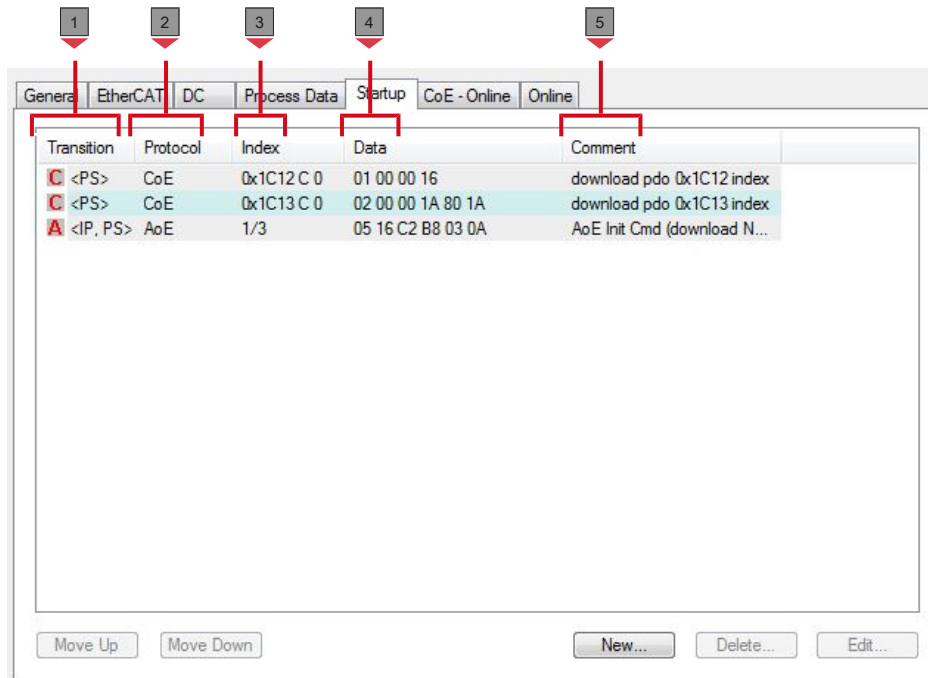 1 2 3 4 5
General EtherCAT DC Process Data Startup CoE - Online Online
Transition Protocol Index Data Comment
C <PS> CoE 0x1C12 C 0 01 00 00 16 download pdo 0x1C12 index
C <PS> CoE 0x1C13 C 0 02 00 00 1A 80 1A download pdo 0x1C13 index
A <IP, PS> AoE 1/3 05 16 C2 B8 03 0A AoE Init Cmd (download N...
Move Up Move Down New... Delete... Edit...